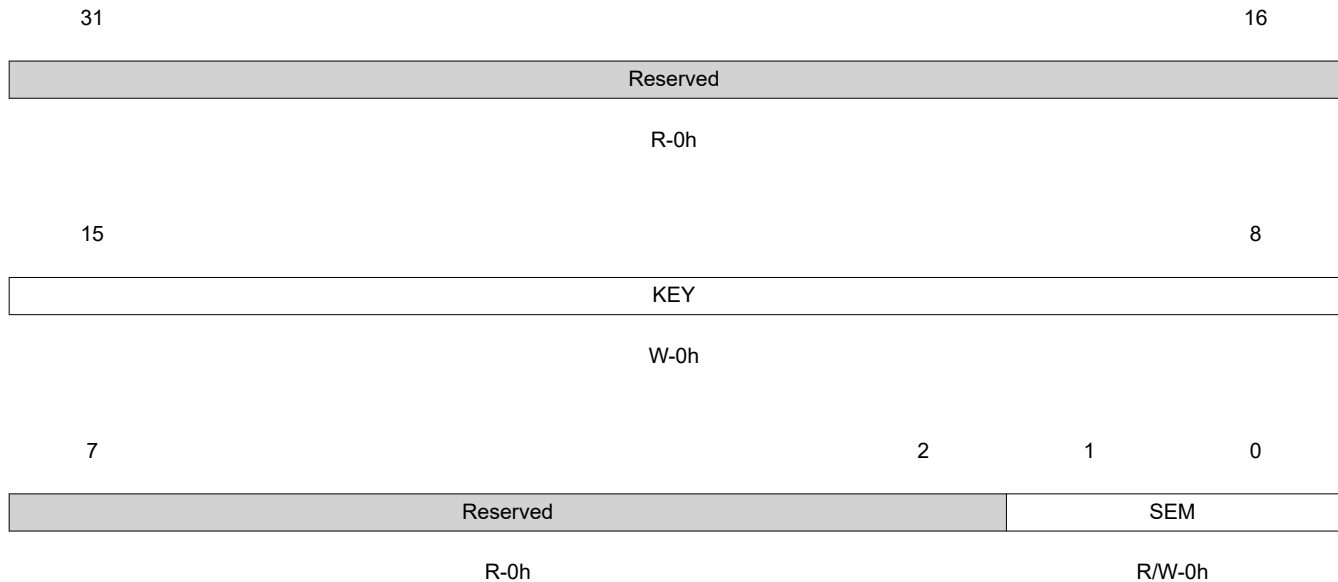 31 16
Reserved
R-0h
15 8
KEY
W-0h
7 2 1 0
Reserved SEM
R-0h R/W-0h